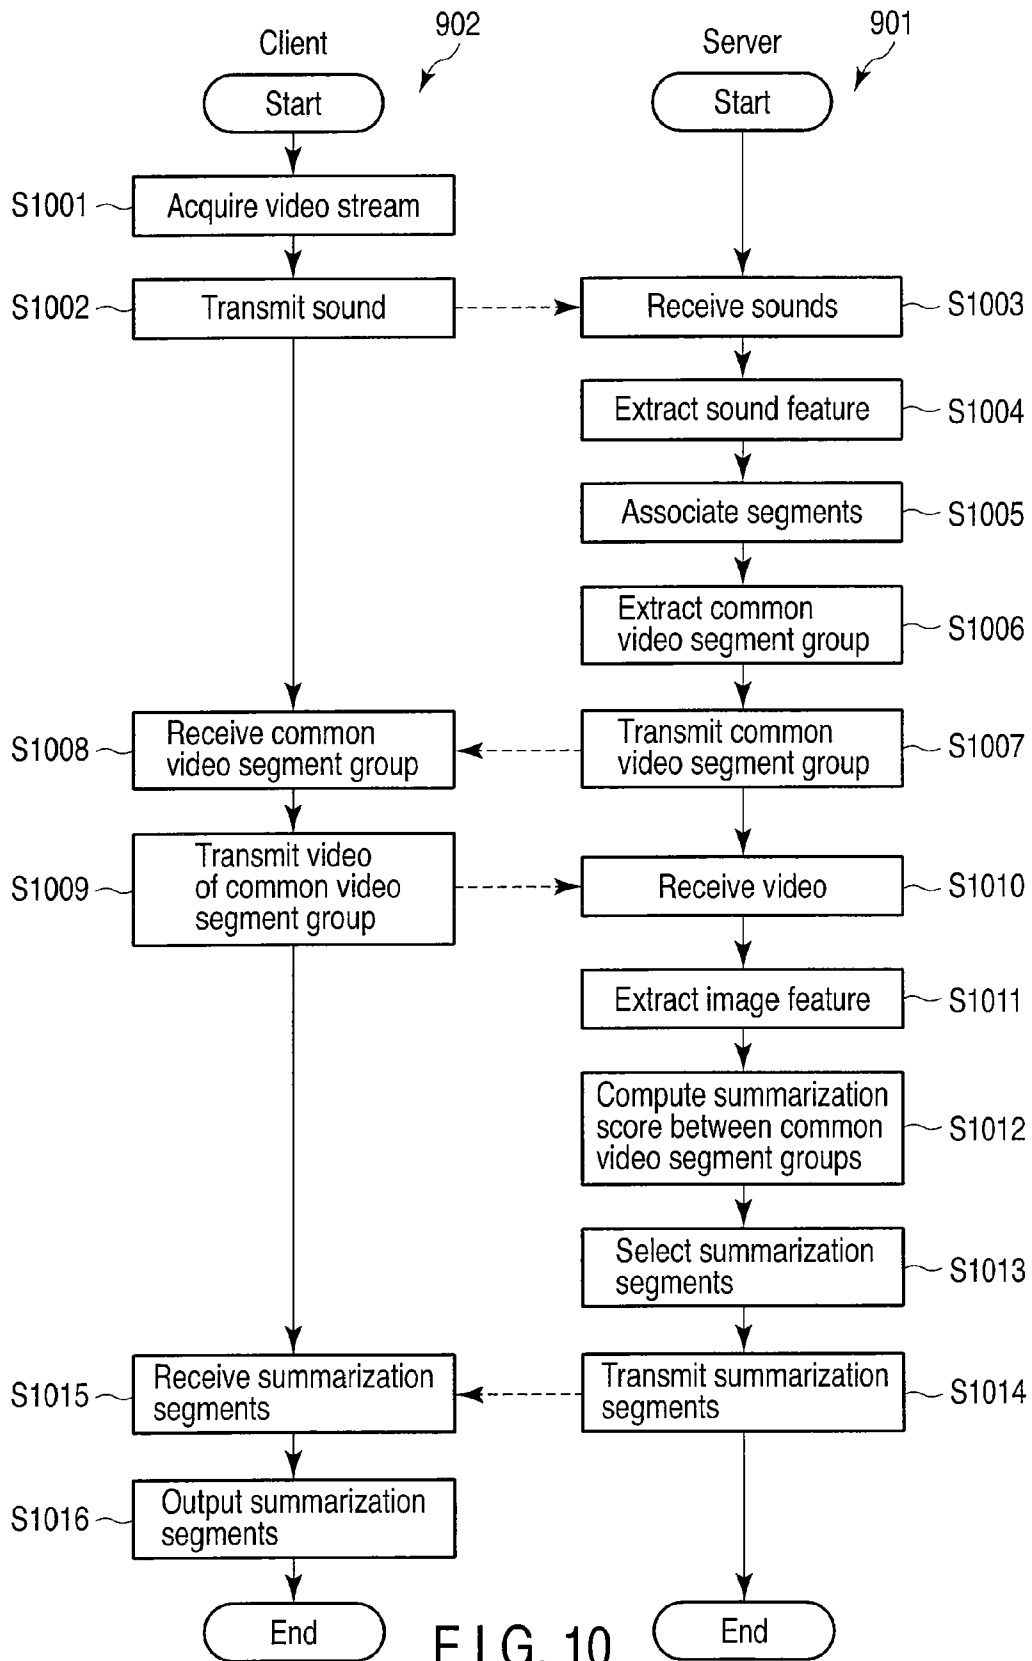 Client
902
Server
901
Start
Start
S1001
Acquire video stream
S1002
Transmit sound
Receive sounds
S1003
Extract sound feature
S1004
Associate segments
S1005
Extract common
video segment group
S1006
S1008
Receive common
video segment group
Transmit common
video segment group
S1007
S1009
Transmit video
of common video
segment group
Receive video
S1010
Extract image feature
S1011
Compute summarization
score between common
video segment groups
S1012
Select summarization
segments
S1013
S1015
Receive summarization
segments
Transmit summarization
segments
S1014
S1016
Output summarization
segments
End
End
FIG. 10